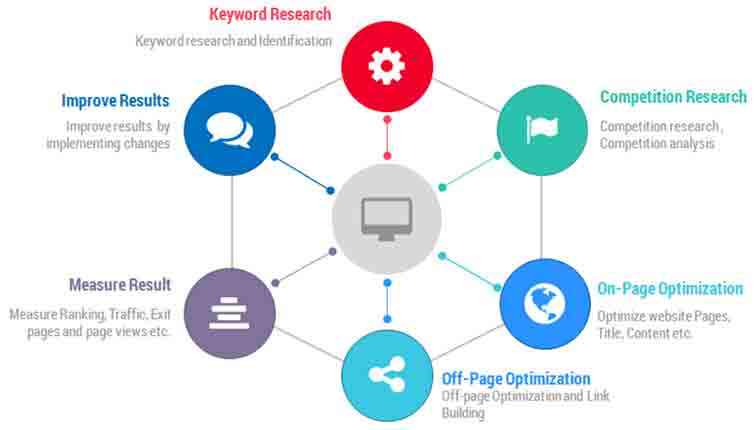 Keyword Research
Keyword research and Identification
Competition Research
Competition research ,
Competition analysis
On-Page Optimization
Optimize website Pages,
Title, Content etc.
Off-Page Optimization
Off-page Optimization and Link
Building
Measure Result
Measure Ranking, Traffic, Exit
pages and page views etc.
Improve Results
Improve results by
implementing changes